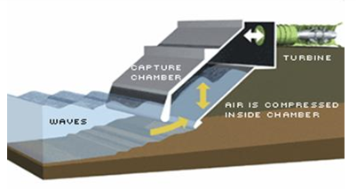 CAPTURE
CHAMBER
TURBINE
WAVES
AIR IS COMPRESSED
INSIDE CHAMBER